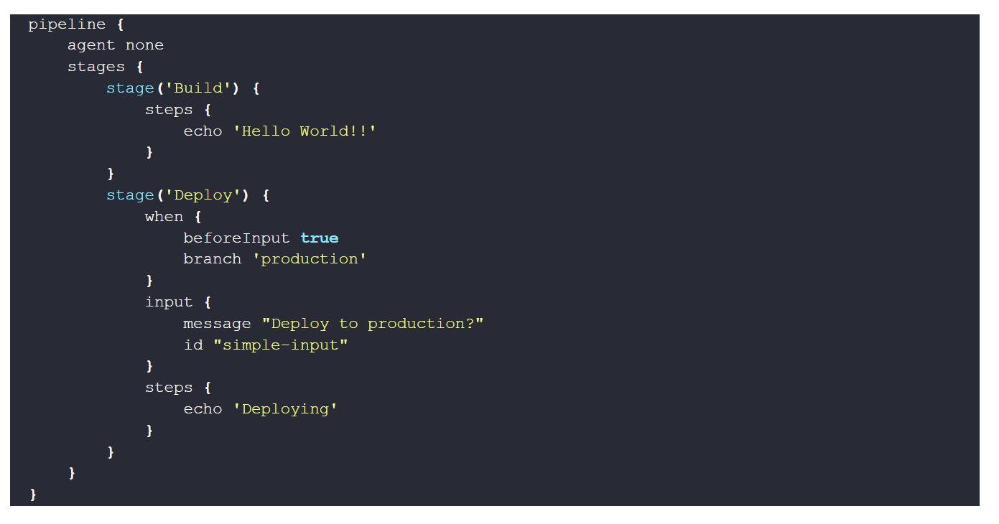 pipeline {
    agent none
    stages {
        stage('Build') {
            steps {
                echo 'Hello World!!'
            }
        }
        stage('Deploy') {
            when {
                beforeInput true
                branch 'production'
            }
            input {
                message "Deploy to production?"
                id "simple-input"
            }
            steps {
                echo 'Deploying'
            }
        }
    }
}